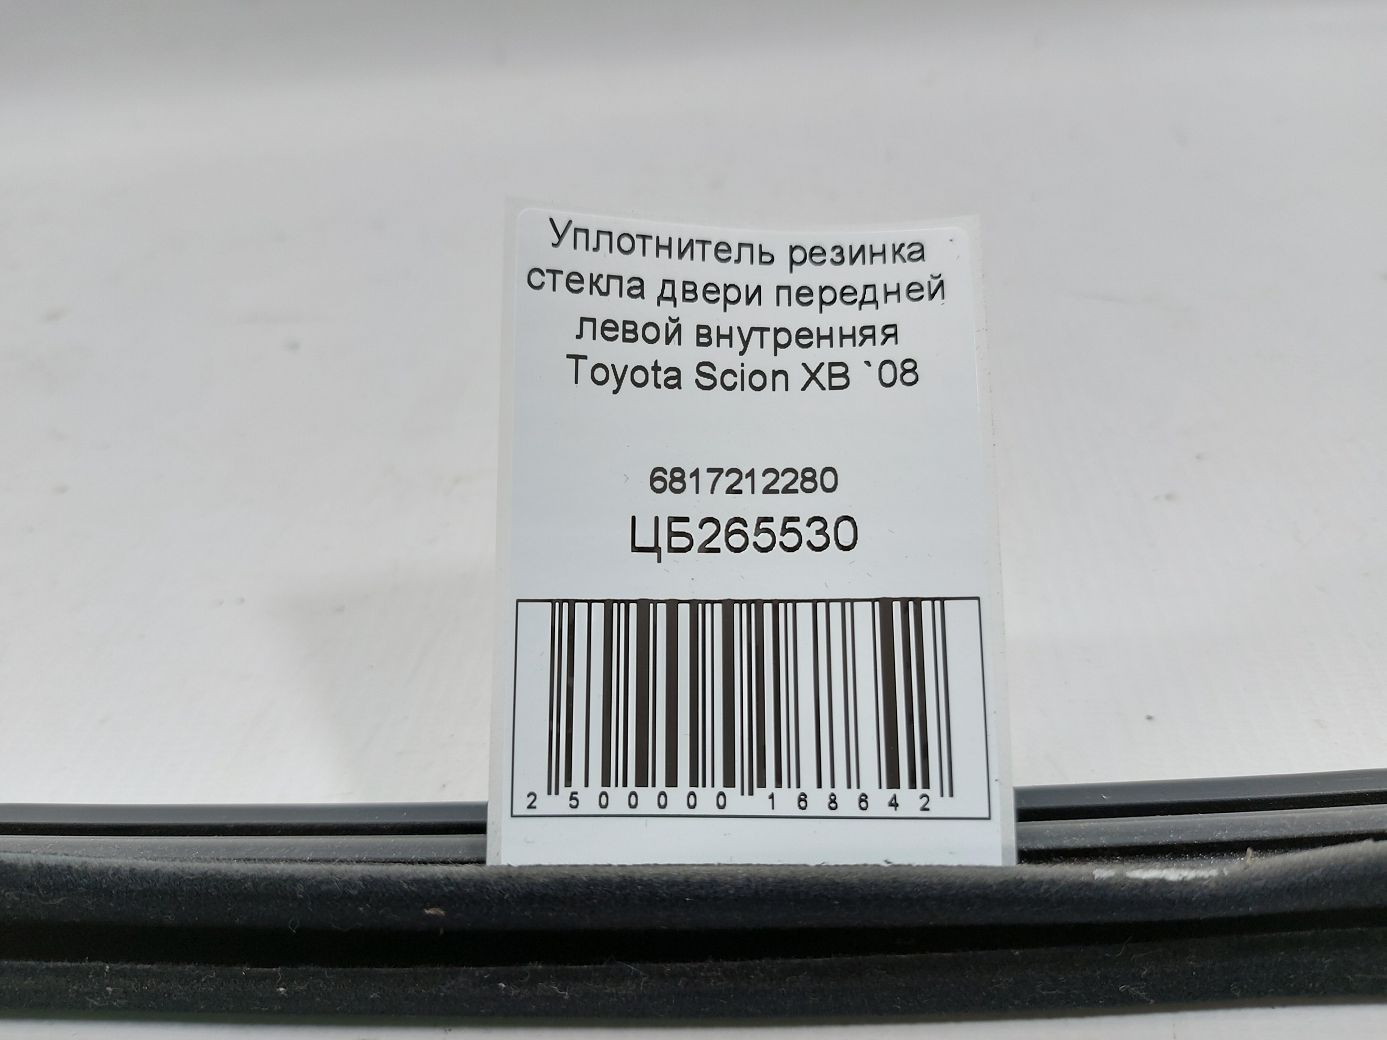 Уплотнитель резинка
стекла двери передней
левой внутренняя
Toyota Scion XB `08
6817212280
ЦБ265530
2 500000 168642